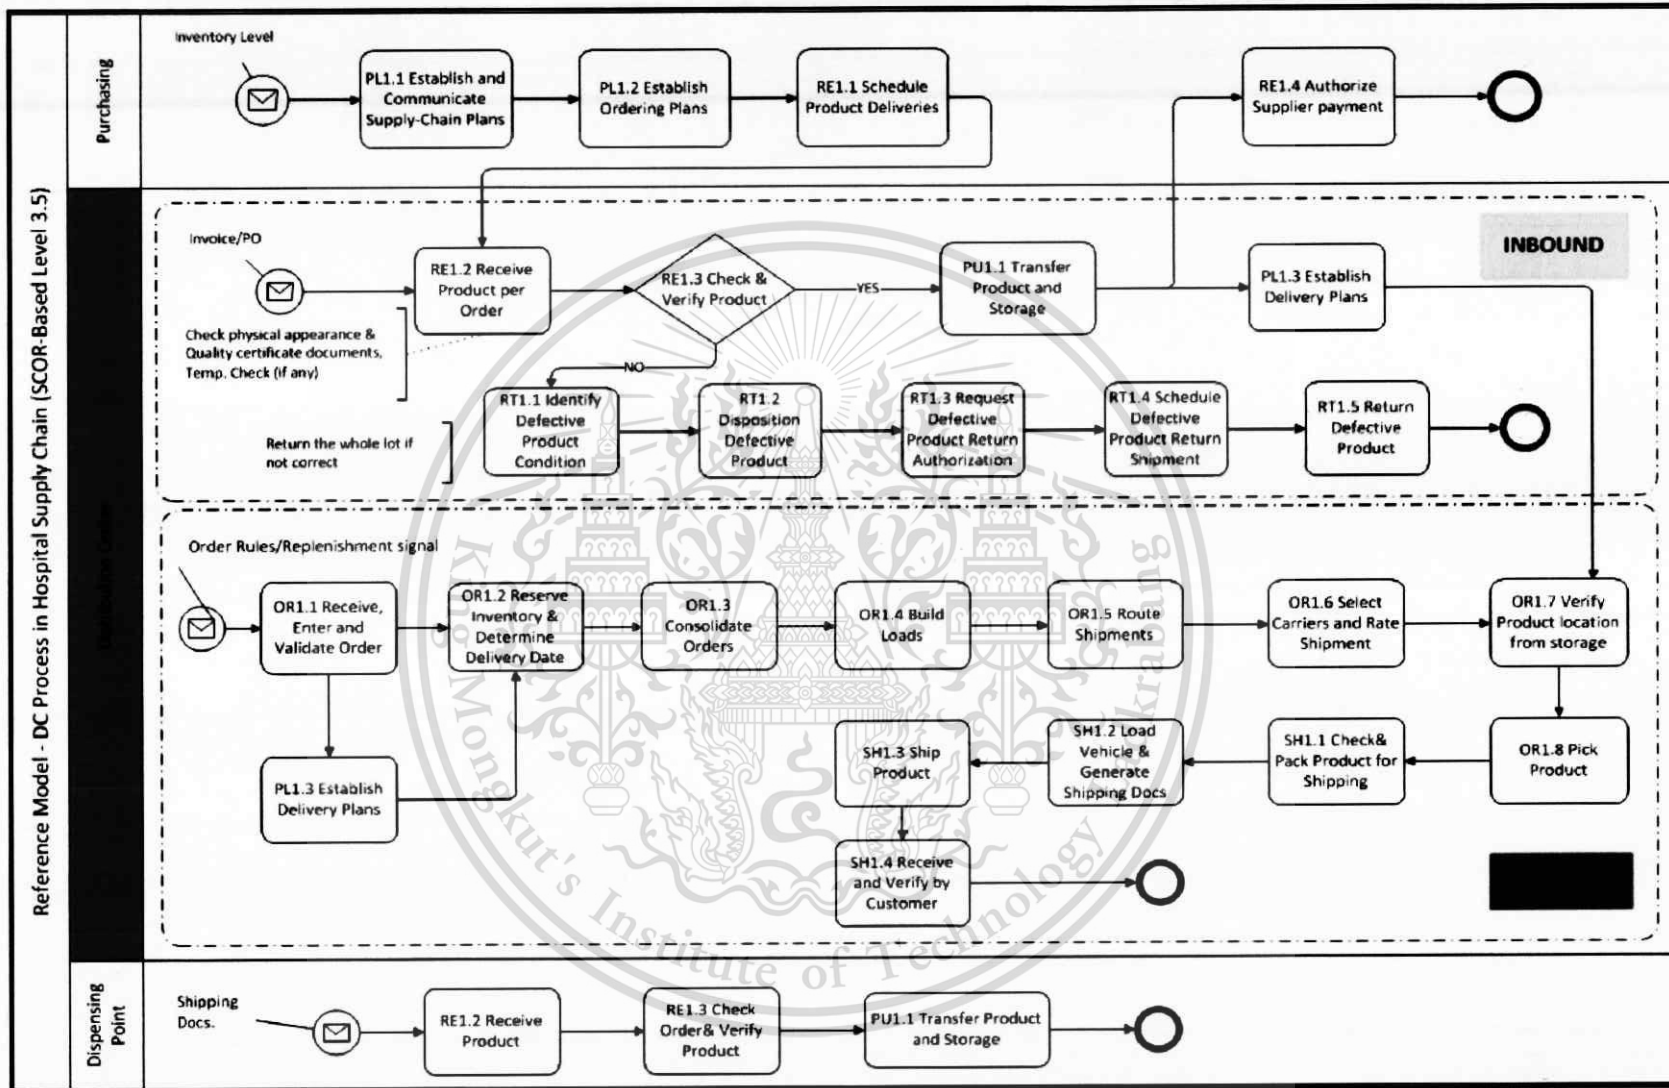 Reference Model - DC Process in Hospital Supply Chain (SCOR-Based Level 3.5)
Purchasing
Inventory Level
PL1.1 Establish and
Communicate
Supply-Chain Plans
PL1.2 Establish
Ordering Plans
RE1.1 Schedule
Product Deliveries
RE1.4 Authorize
Supplier payment
INBOUND
Invoice/PO
RE1.2 Receive
Product per
Order
RE1.3 Check &
Verify Product
YES
PU1.1 Transfer
Product and
Storage
PL1.3 Establish
Delivery Plans
Check physical appearance &
Quality certificate documents,
Temp. Check (if any)
NO
RT1.1 Identify
Defective
Product
Condition
RT1.2
Disposition
Defective
Product
RT1.3 Request
Defective
Product Return
Authorization
RT1.4 Schedule
Defective
Product Return
Shipment
RT1.5 Return
Defective
Product
Return the whole lot if
not correct
Order Rules/Replenishment signal
OR1.1 Receive,
Enter and
Validate Order
OR1.2 Reserve
Inventory &
Determine
Delivery Date
OR1.3
Consolidate
Orders
OR1.4 Build
Loads
OR1.5 Route
Shipments
OR1.6 Select
Carriers and Rate
Shipment
OR1.7 Verify
Product location
from storage
PL1.3 Establish
Delivery Plans
SH1.3 Ship
Product
SH1.2 Load
Vehicle &
Generate
Shipping Docs
SH1.1 Check&
Pack Product for
Shipping
OR1.8 Pick
Product
SH1.4 Receive
and Verify by
Customer
King Mongkut's Institute of Technology
Dispensing
Point
Shipping
Docs.
RE1.2 Receive
Product
RE1.3 Check
Order& Verify
Product
PU1.1 Transfer Product
and Storage